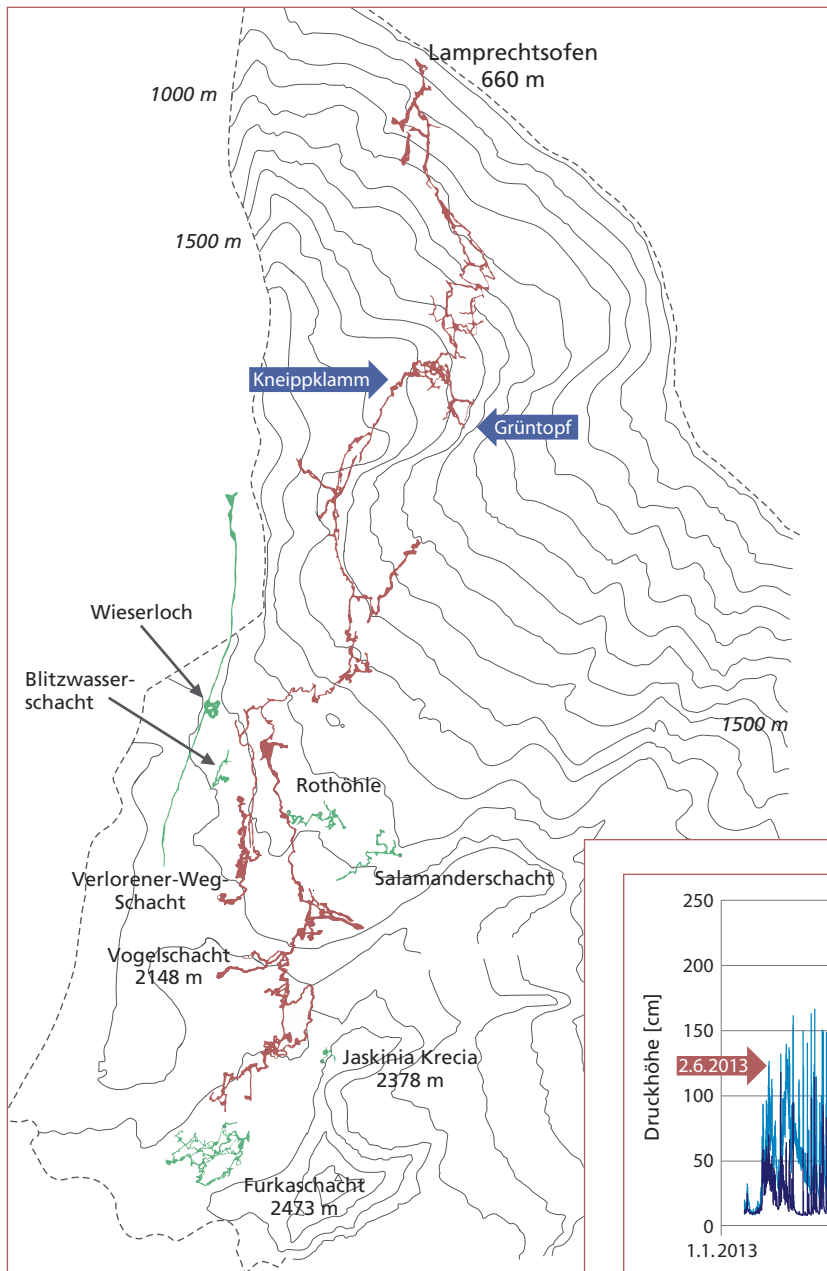 Lamprechtsofen
660 m
1000 m
1500 m
Kneippklamm
Grüntopf
Wieserloch
Blitzwasser-
schacht
1500 m
Rothöhle
Verlorener-Weg-
Schacht
Salamanderschacht
Vogelschacht
2148 m
Jaskinia Krecia
2378 m
Furkaschacht
2473 m
Druckhöhe [cm]
250
200
150
2.6.2013
100
50
0
1.1.2013